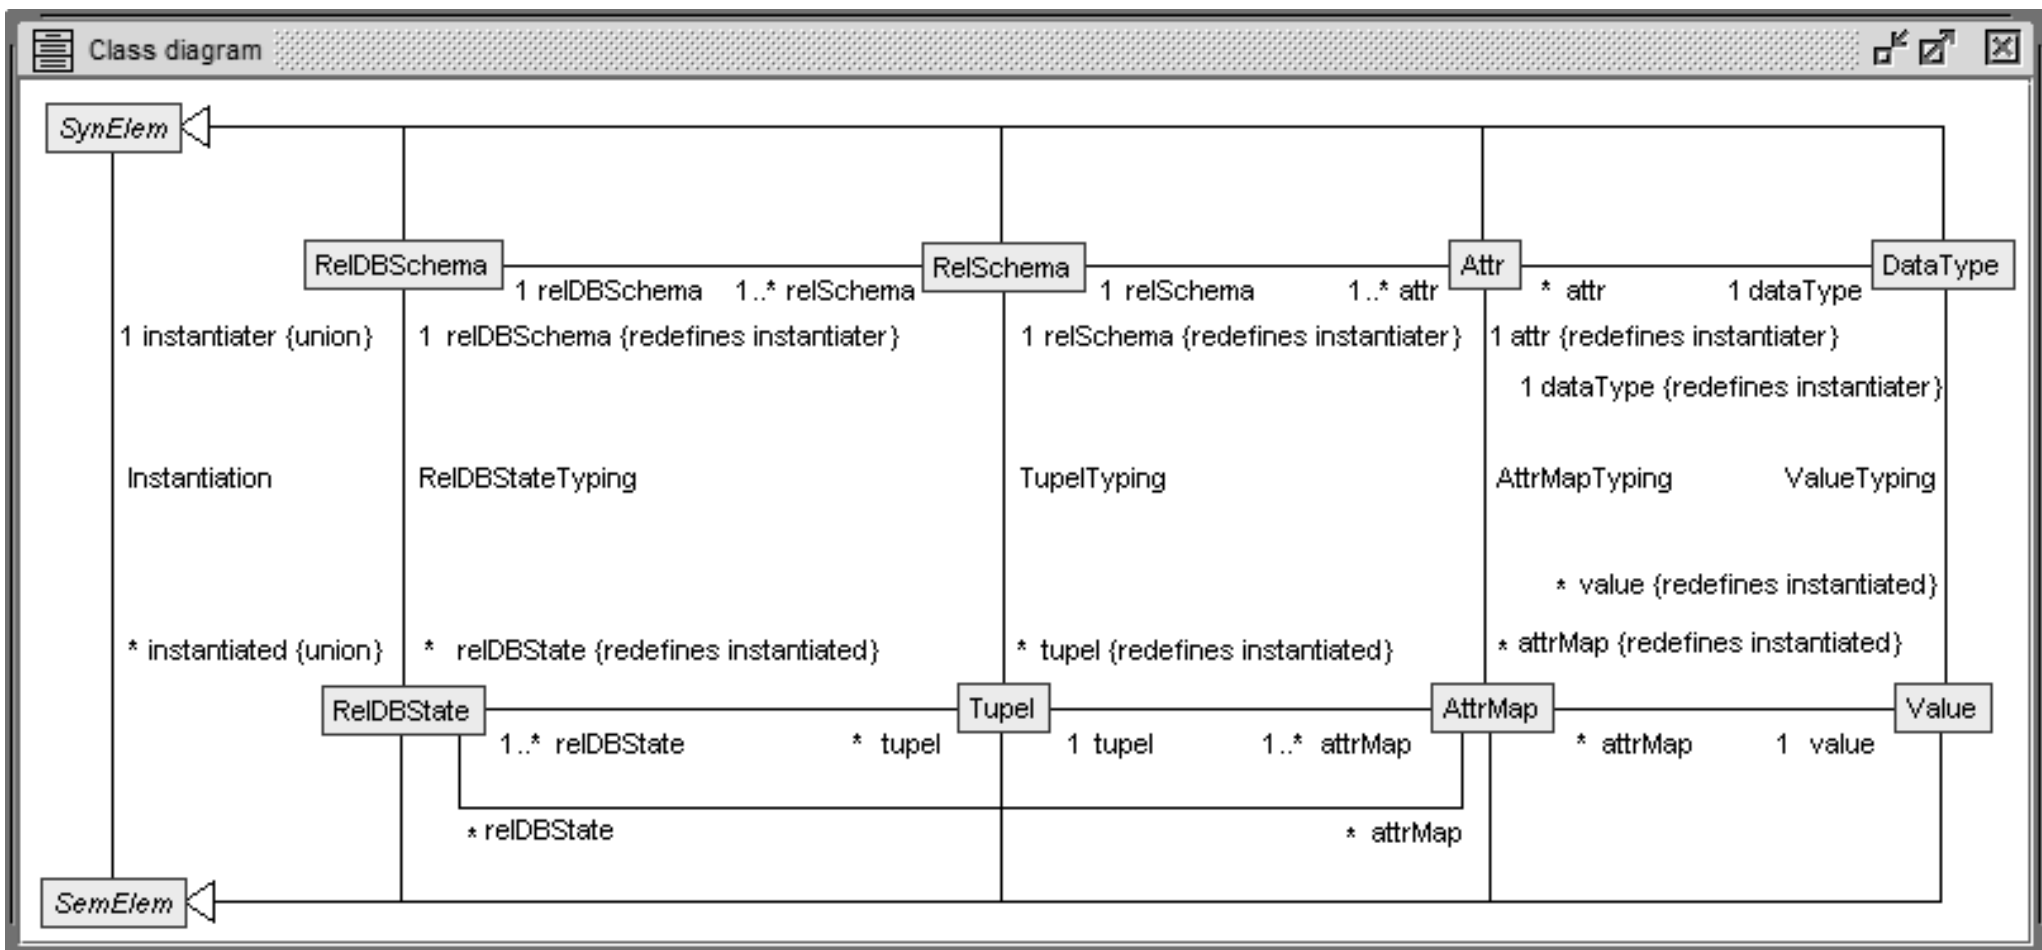 Class diagram
SynElem
RelDBSchema
RelSchema
Attr
DataType
1 relDBSchema
1..* relSchema
1 relSchema
1..* attr
* attr
1 dataType
1 instantiater {union}
1 relDBSchema {redefines instantiater}
1 relSchema {redefines instantiater}
1 attr {redefines instantiater}
1 dataType {redefines instantiater}
Instantiation
RelDBStateTyping
TupelTyping
AttrMapTyping
ValueTyping
* value {redefines instantiated}
* instantiated {union}
* relDBState {redefines instantiated}
* tupel {redefines instantiated}
* attrMap {redefines instantiated}
RelDBState
Tupel
AttrMap
Value
1..* relDBState
* tupel
1 tupel
1..* attrMap
* attrMap
1 value
* relDBState
* attrMap
SemElem